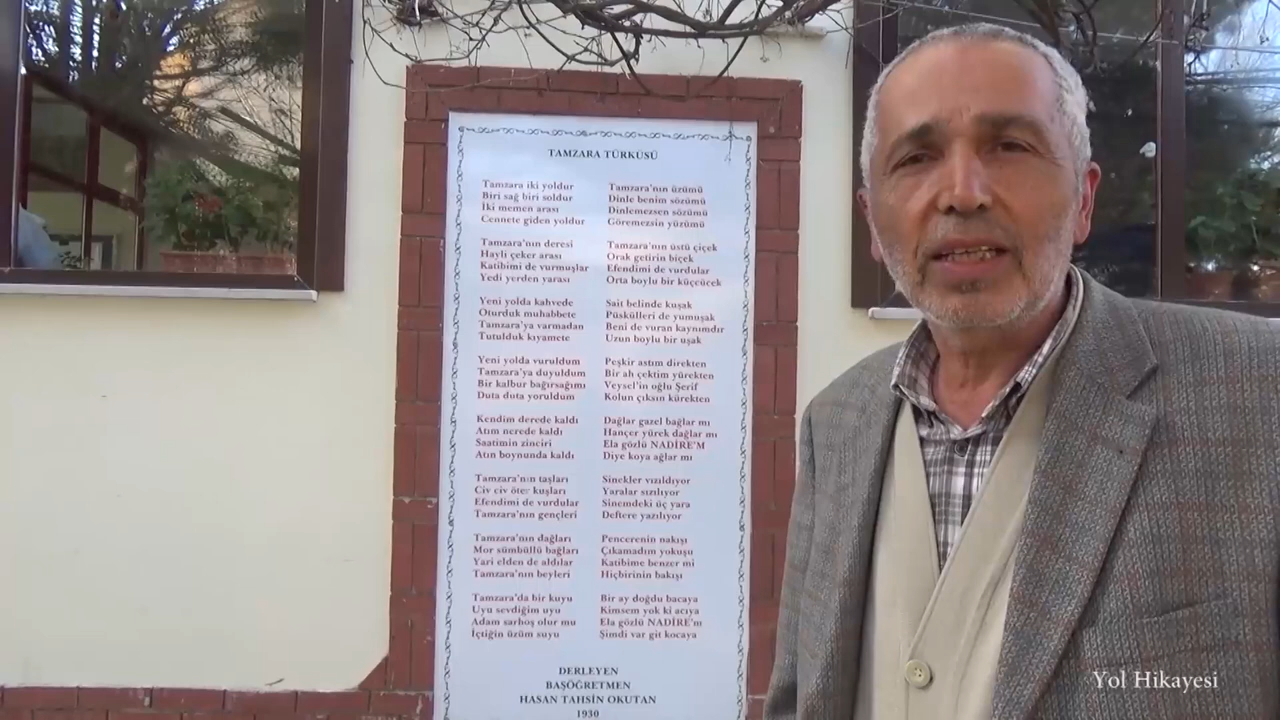 TAMZARA TÜRKÜSÜ
Tamzara iki yoldur
Biri sağ biri soldur
İki memen arası
Cennete giden yoldur
Tamzara'nın deresi
Hayli çeker arası
Katibimi de vurmuşlar
Yedi yerden yarası
Yeni yolda kahvede
Oturduk muhabbete
Tamzara'ya varmadan
Tutulduk kıyamete
Yeni yolda vuruldum
Tamzara'ya duyuldum
Bir kalbur bağırsağımı
Duta duta yoruldum
Kendim derede kaldı
Atım nerede kaldı
Saatimin zinciri
Atın boynunda kaldı
Tamzara'nın taşları
Civ civ öter kuşları
Efendimi de vurdular
Tamzara'nın gençleri
Tamzara'nın dağları
Mor sümbüllü bağları
Yari elden de aldılar
Tamzara'nın beyleri
Tamzara'da bir kuyu
Uyu sevdiğim uyu
Adam sarhoş olur mu
İçtiğin üzüm suyu
Tamzara'nın üzümü
Dinle benim sözümü
Dinlemezsen sözümü
Göremezsin yüzümü
Tamzara'nın üstü çiçek
Orak getirin biçek
Efendimi de vurdular
Orta boylu bir küçücek
Sait belinde kuşak
Püskülleri de yumuşak
Beni de vuran kaynımdır
Uzun boylu bir uşak
Peşkir astım direkten
Bir ah çektim yürekten
Veysel'in oğlu Şerif
Kolun çıksın kürekten
Dağlar gazel bağlar mı
Hançer yürek dağlar mı
Ela gözlü NADİRE'M
Diye koya ağlar mı
Sinekler vızıldıyor
Yaralar sızılıyor
Sinemdeki üç yara
Deftere yazılıyor
Pencerenin nakışı
Çıkamadım yokuşu
Katibime benzer mi
Hiçbirinin bakışı
Bir ay doğdu bacaya
Kimsem yok ki acıya
Ela gözlü NADİRE'm
Şimdi var git kocaya
DERLEYEN
BAŞÖĞRETMEN
HASAN TAHSİN OKUTAN
1930
Yol Hikayesi